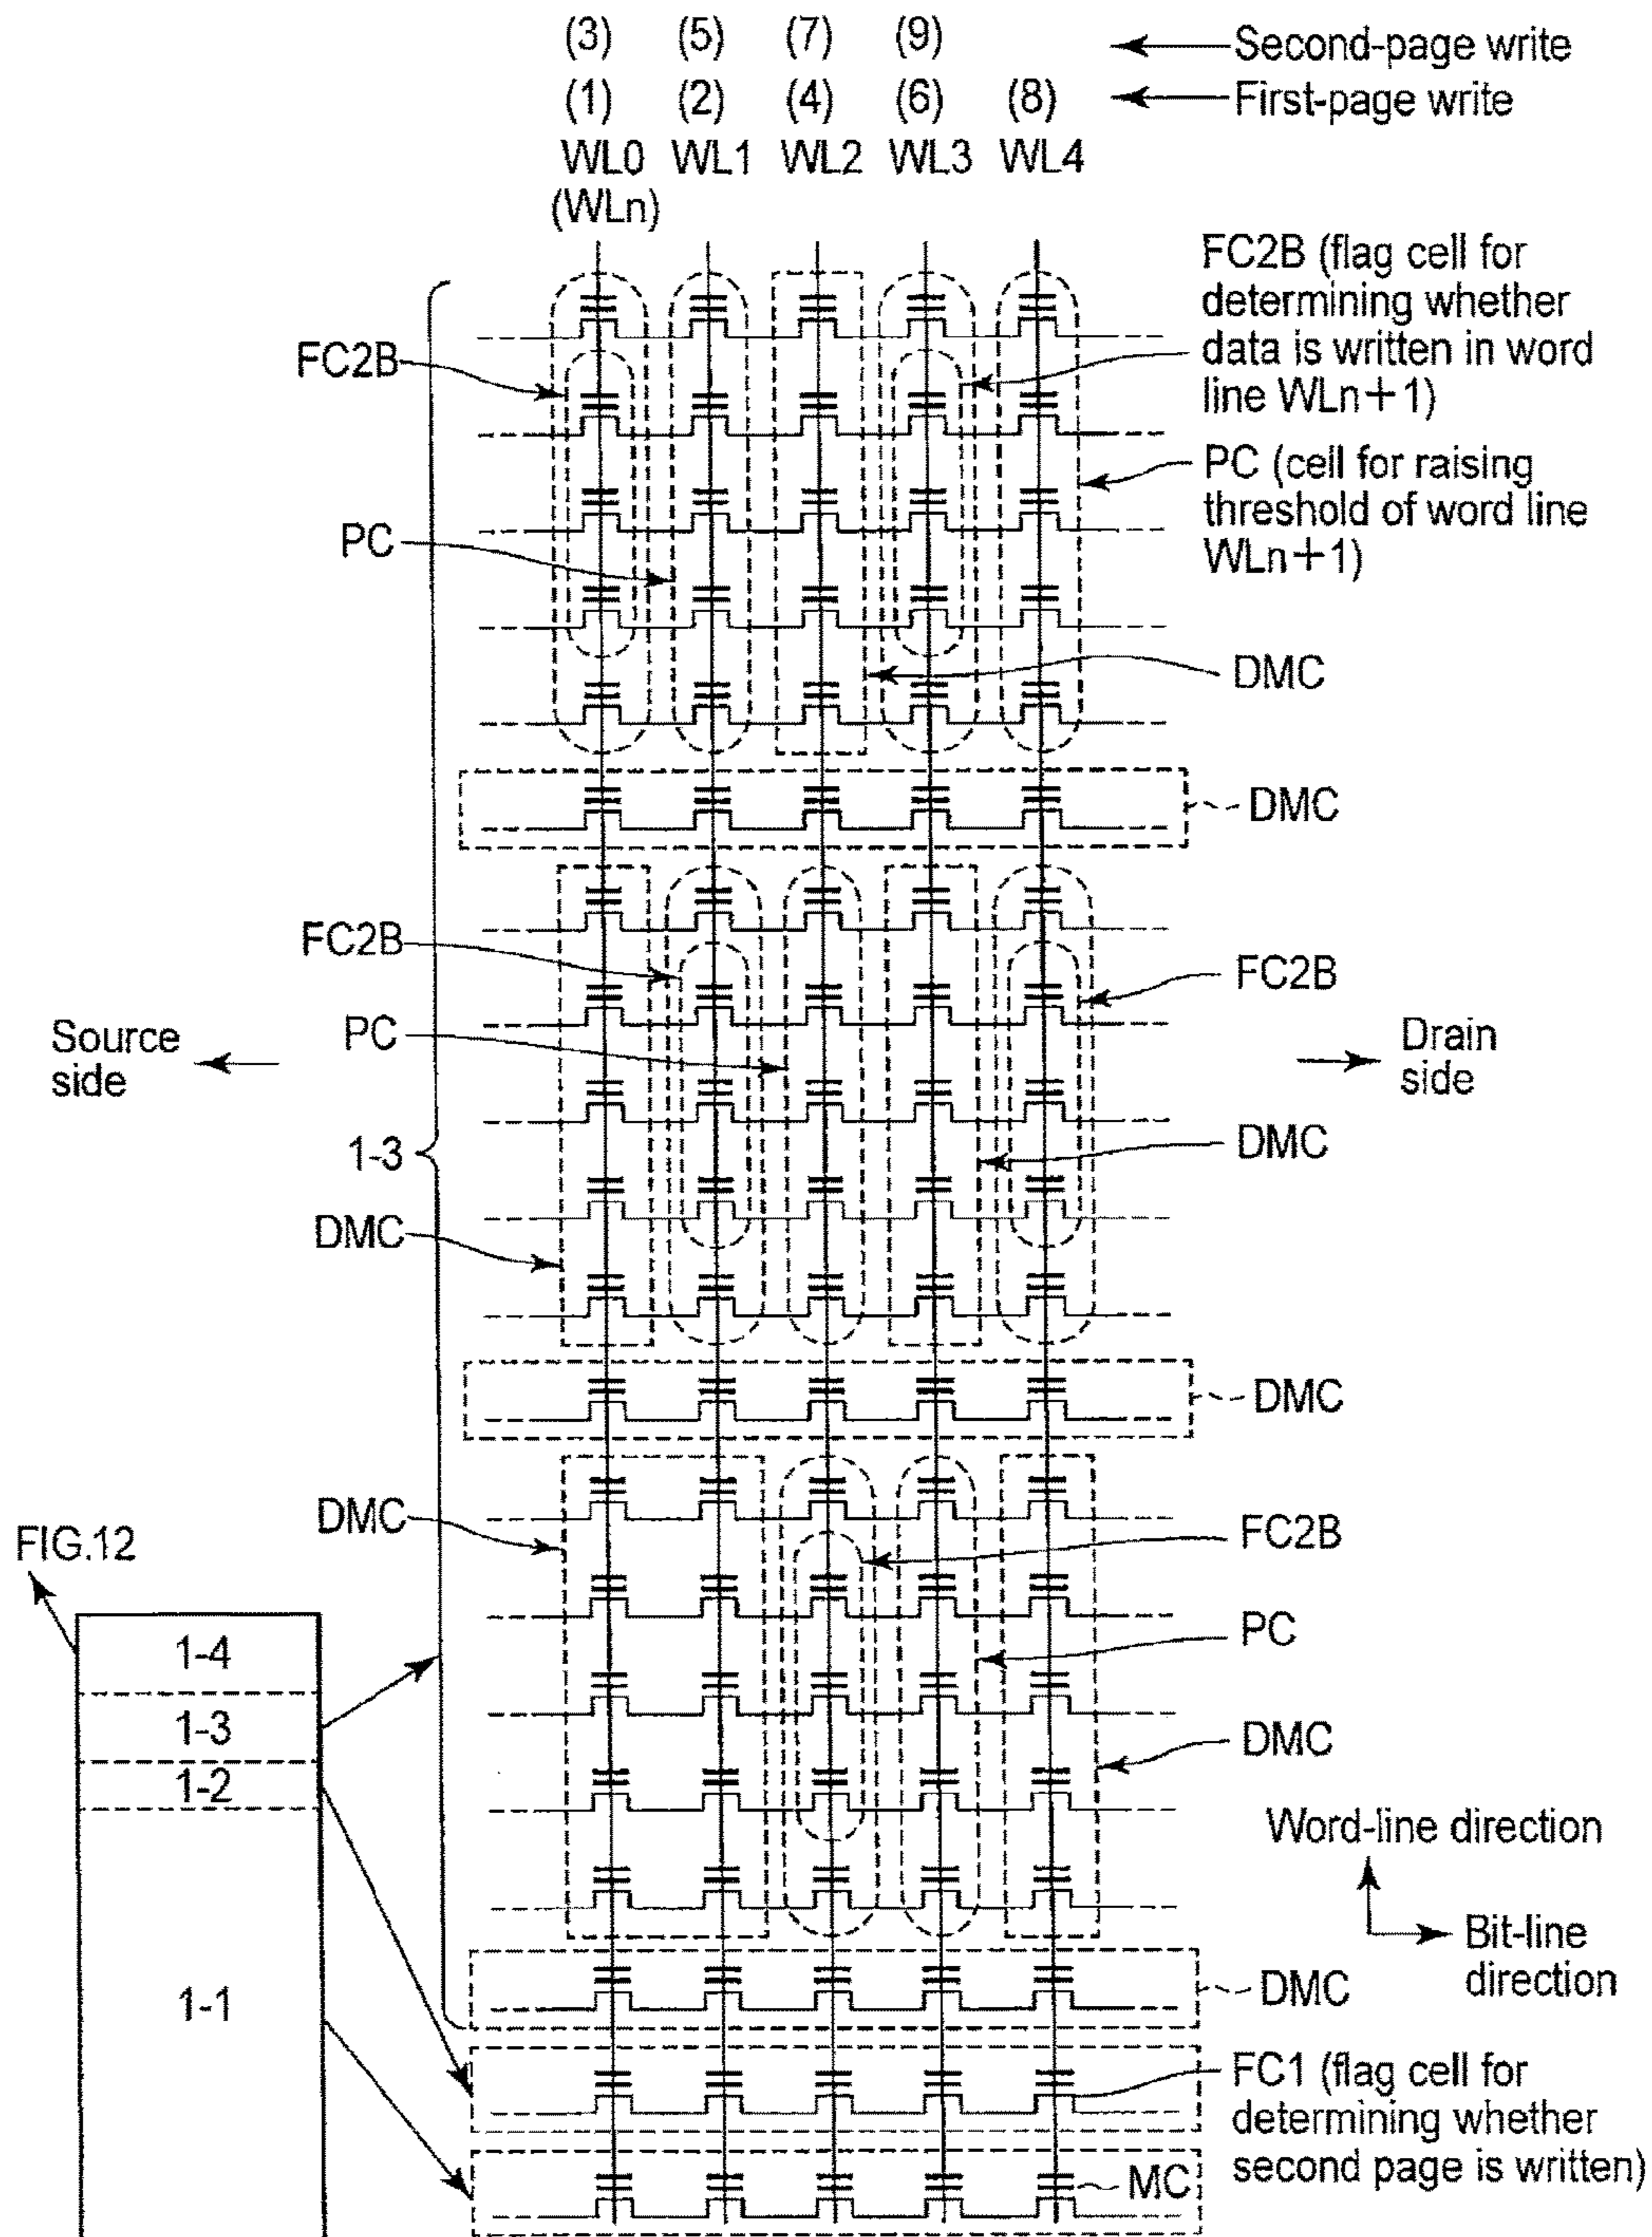 (3) (5) (7) (9) Second-page write
(1) (2) (4) (6) (8) First-page write
WL0 WL1 WL2 WL3 WL4
(WLn)
FC2B (flag cell for
determining whether
data is written in word
line WLn+1)
FC2B
PC (cell for raising
threshold of word line
WLn+1)
PC
DMC
DMC
FC2B
FC2B
PC
Source
side
Drain
side
DMC
1-3
DMC
DMC
DMC
FC2B
FIG.12
PC
1-4
1-3
DMC
1-2
Word-line direction
Bit-line
direction
DMC
1-1
FC1 (flag cell for
determining whether
second page is written)
MC